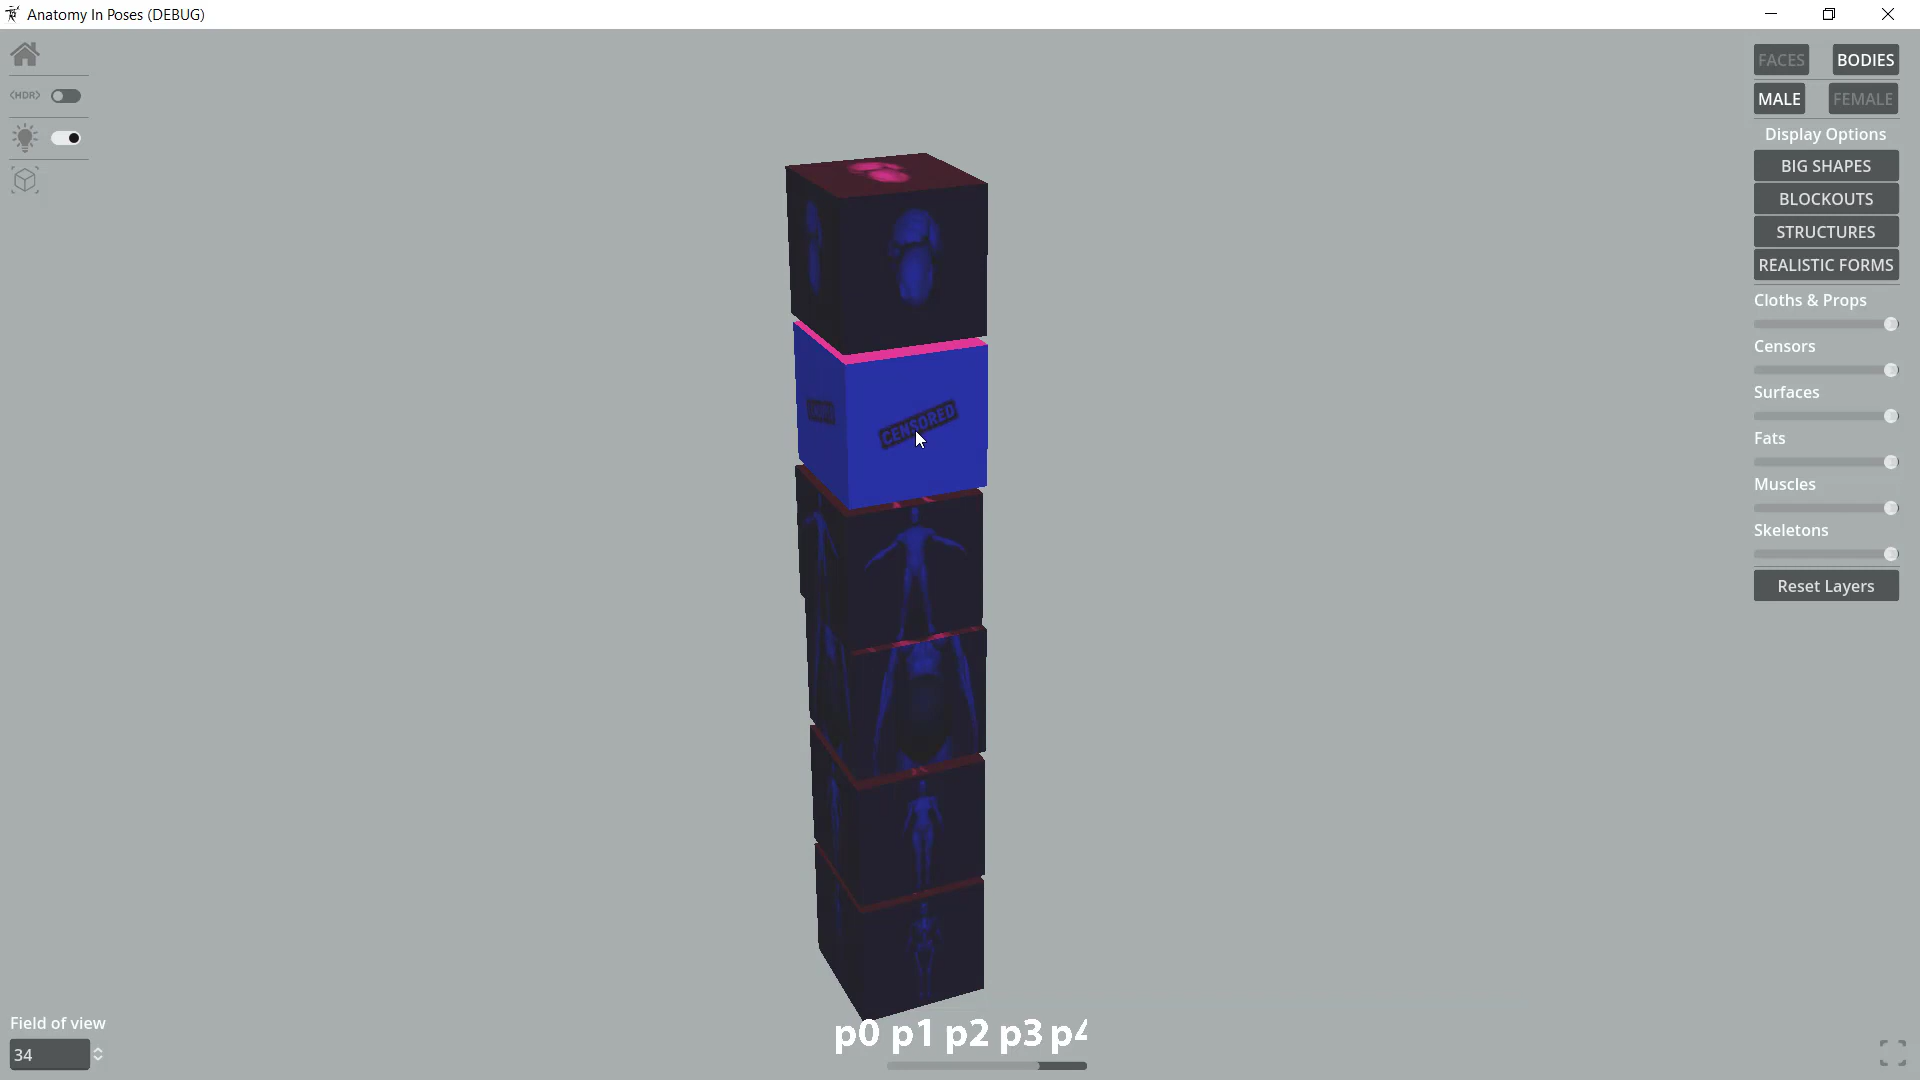 Anatomy In Poses (DEBUG)
<HDR>
FACES BODIES
MALE FEMALE
Display Options
BIG SHAPES
BLOCKOUTS
STRUCTURES
REALISTIC FORMS
Cloths & Props
Censors
Surfaces
Fats
Muscles
Skeletons
Reset Layers
CENSORED
Field of view
34
p0 p1 p2 p3 p4